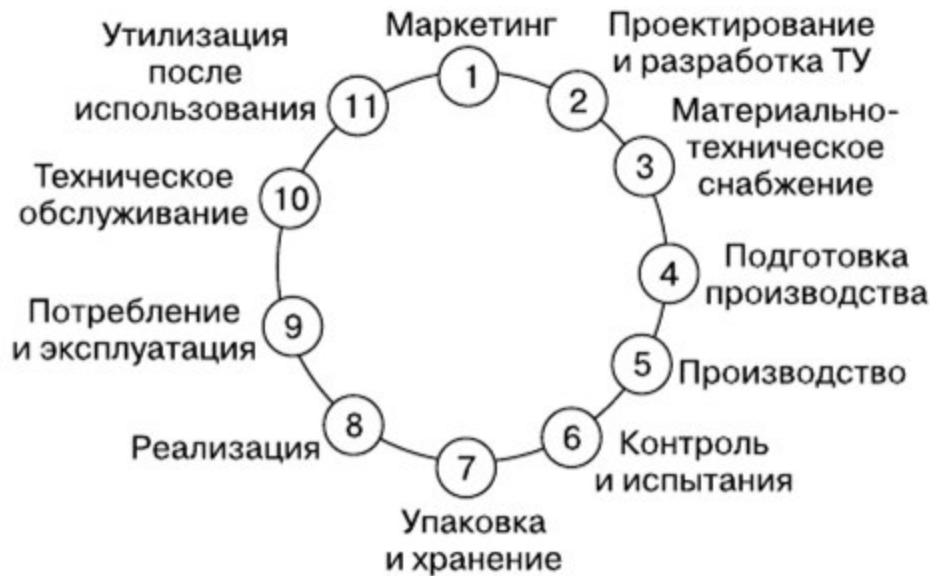 Маркетинг
1
Проектирование
и разработка ТУ
2
Материально-
техническое
снабжение
3
Подготовка
производства
4
Производство
5
Контроль
и испытания
6
Упаковка
и хранение
7
Реализация
8
Потребление
и эксплуатация
9
Техническое
обслуживание
10
Утилизация
после
использования
11